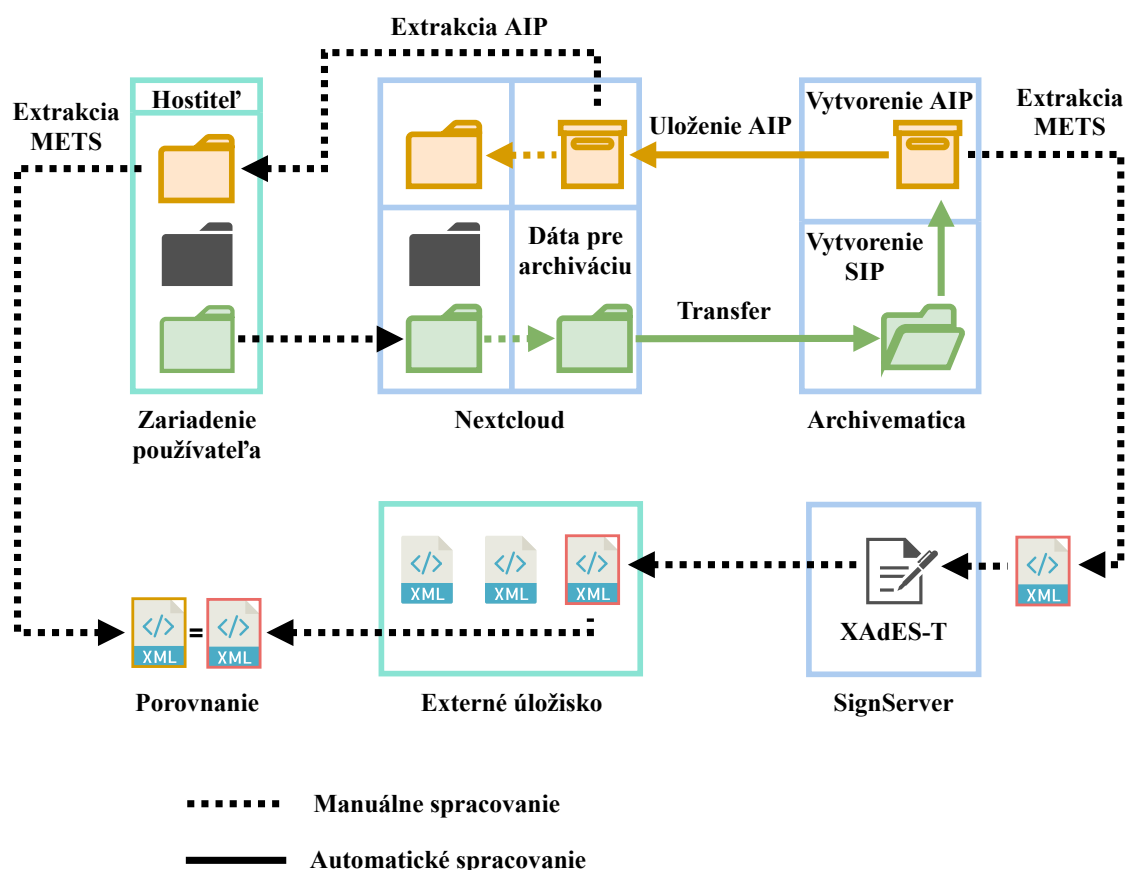 Extrakcia AIP
Extrakcia
METS
Hostiteľ
Uloženie AIP
Vytvorenie AIP
Extrakcia
METS
Dáta pre
archiváciu
Vytvorenie
SIP
Transfer
Zariadenie
používateľa
Nextcloud
Archivematica
</>
XML
</>
XML
</>
XML
XAdES-T
</>
XML
</>
XML
=
</>
XML
Porovnanie
Externé úložisko
SignServer
Manuálne spracovanie
Automatické spracovanie